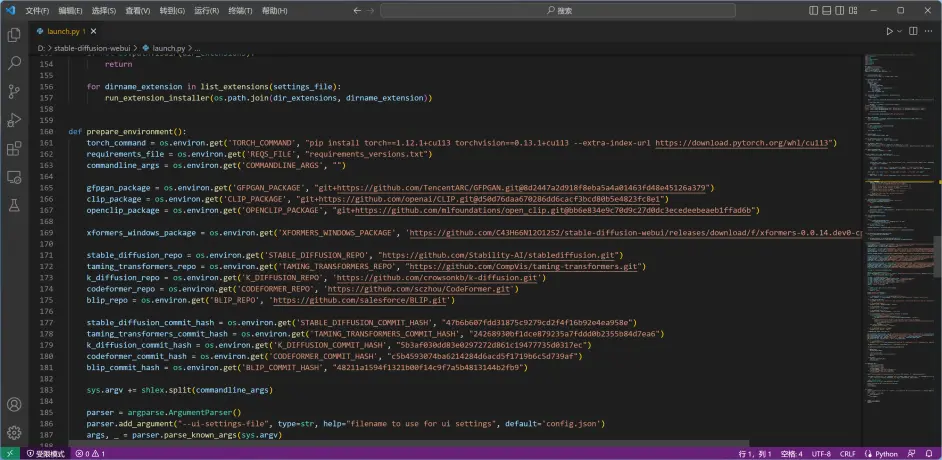 文件(F) 编辑(E) 选择(S) 查看(V) 转到(G) 运行(R) 终端(T) 帮助(H) 搜索
launch.py 1
D: > stable-diffusion-webui > launch.py > ...
154 return
155
156 for dirname_extension in list_extensions(settings_file):
157 run_extension_installer(os.path.join(dir_extensions, dirname_extension))
158
159
160 def prepare_environment():
161 torch_command = os.environ.get('TORCH_COMMAND', "pip install torch==1.12.1+cu113 torchvision==0.13.1+cu113 --extra-index-url https://download.pytorch.org/whl/cu113")
162 requirements_file = os.environ.get('REQS_FILE', "requirements_versions.txt")
163 commandline_args = os.environ.get('COMMANDLINE_ARGS', "")
164
165 gfpgan_package = os.environ.get('GFPGAN_PACKAGE', "git+https://github.com/TencentARC/GFPGAN.git@8d2447a2d918f8eba5a4a01463fd48e45126a379")
166 clip_package = os.environ.get('CLIP_PACKAGE', "git+https://github.com/openai/CLIP.git@d50d76daa670286dd6cacf3bcd80b5e4823fc8e1")
167 openclip_package = os.environ.get('OPENCLIP_PACKAGE', "git+https://github.com/mlfoundations/open_clip.git@bb6e834e9c70d9c27d0dc3ecedeebeaeb1ffad6b")
168
169 xformers_windows_package = os.environ.get('XFORMERS_WINDOWS_PACKAGE', 'https://github.com/C43H66N12O12S2/stable-diffusion-webui/releases/download/f/xformers-0.0.14.dev0-cp
170
171 stable_diffusion_repo = os.environ.get('STABLE_DIFFUSION_REPO', "https://github.com/Stability-AI/stablediffusion.git")
172 taming_transformers_repo = os.environ.get('TAMING_TRANSFORMERS_REPO', "https://github.com/CompVis/taming-transformers.git")
173 k_diffusion_repo = os.environ.get('K_DIFFUSION_REPO', 'https://github.com/crowsonkb/k-diffusion.git')
174 codeformer_repo = os.environ.get('CODEFORMER_REPO', 'https://github.com/sczhou/CodeFormer.git')
175 blip_repo = os.environ.get('BLIP_REPO', 'https://github.com/salesforce/BLIP.git')
176
177 stable_diffusion_commit_hash = os.environ.get('STABLE_DIFFUSION_COMMIT_HASH', "47b6b607fdd31875c9279cd2f4f16b92e4ea958e")
178 taming_transformers_commit_hash = os.environ.get('TAMING_TRANSFORMERS_COMMIT_HASH', "24268930bf1dce879235a7fddd0b2355b84d7ea6")
179 k_diffusion_commit_hash = os.environ.get('K_DIFFUSION_COMMIT_HASH', "5b3af030dd83e0297272d861c19477735d0317ec")
180 codeformer_commit_hash = os.environ.get('CODEFORMER_COMMIT_HASH', "c5b4593074ba6214284d6acd5f1719b6c5d739af")
181 blip_commit_hash = os.environ.get('BLIP_COMMIT_HASH', "48211a1594f1321b00f14c9f7a5b4813144b2fb9")
182
183 sys.argv += shlex.split(commandline_args)
184
185 parser = argparse.ArgumentParser()
186 parser.add_argument("--ui-settings-file", type=str, help="filename to use for ui settings", default='config.json')
187 args, _ = parser.parse_known_args(sys.argv)
受限模式 0 1 行 1，列 1 空格: 4 UTF-8 CRLF Python